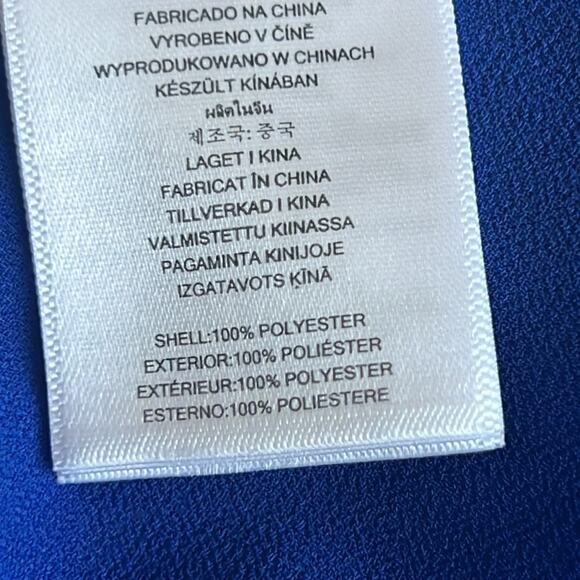 FABRICADO NA CHINA
VYROBENO V ČÍNĚ
WYPRODUKOWANO W CHINACH
KÉSZÜLT KÍNÁBAN
ผลิตในจีน
제조국: 중국
LAGET I KINA
FABRICAT ÎN CHINA
TILLVERKAD I KINA
VALMISTETTU KIINASSA
PAGAMINTA KINIJOJE
IZGATAVOTS ĶĪNĀ
SHELL:100% POLYESTER
EXTERIOR:100% POLIÉSTER
EXTÉRIEUR:100% POLYESTER
ESTERNO:100% POLIESTERE